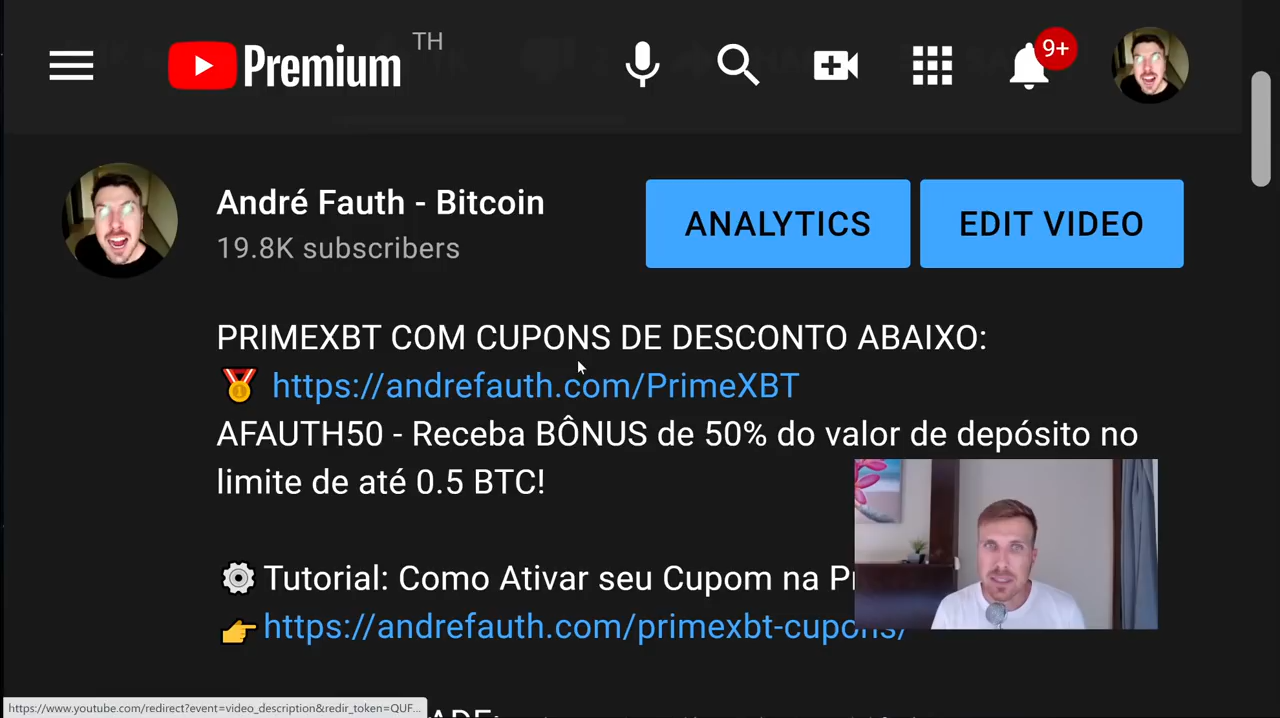 Premium TH
9+
André Fauth - Bitcoin
19.8K subscribers
ANALYTICS
EDIT VIDEO
PRIMEXBT COM CUPONS DE DESCONTO ABAIXO:
https://andrefauth.com/PrimeXBT
AFAUTH50 - Receba BÔNUS de 50% do valor de depósito no
limite de até 0.5 BTC!
Tutorial: Como Ativar seu Cupom na
https://andrefauth.com/primexbt-cupons/
https://www.youtube.com/redirect?event=video_description&redir_token=QUF...